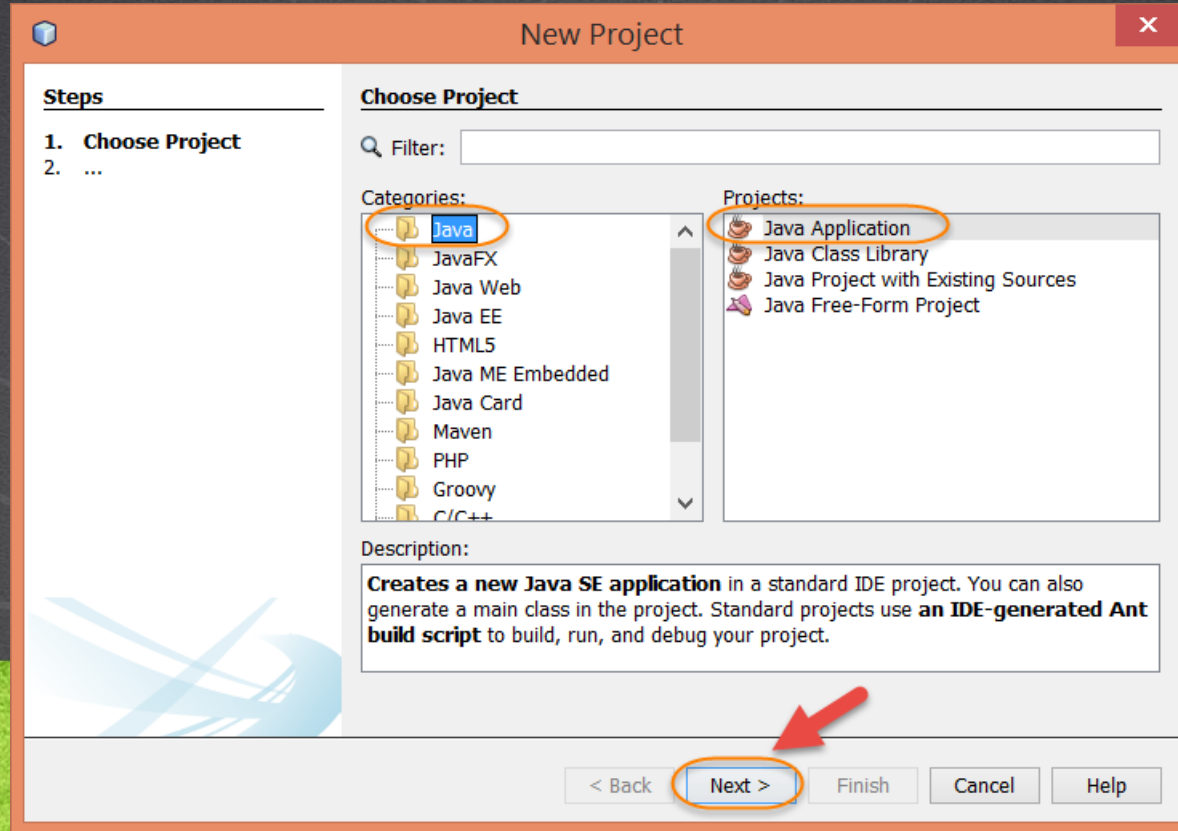 New Project
Steps
1. Choose Project
2. ...
Choose Project
Filter:
Categories:
Java
JavaFX
Java Web
Java EE
HTML5
Java ME Embedded
Java Card
Maven
PHP
Groovy
C/C++
Projects:
Java Application
Java Class Library
Java Project with Existing Sources
Java Free-Form Project
Description:
Creates a new Java SE application in a standard IDE project. You can also
generate a main class in the project. Standard projects use an IDE-generated Ant
build script to build, run, and debug your project.
< Back
Next >
Finish
Cancel
Help